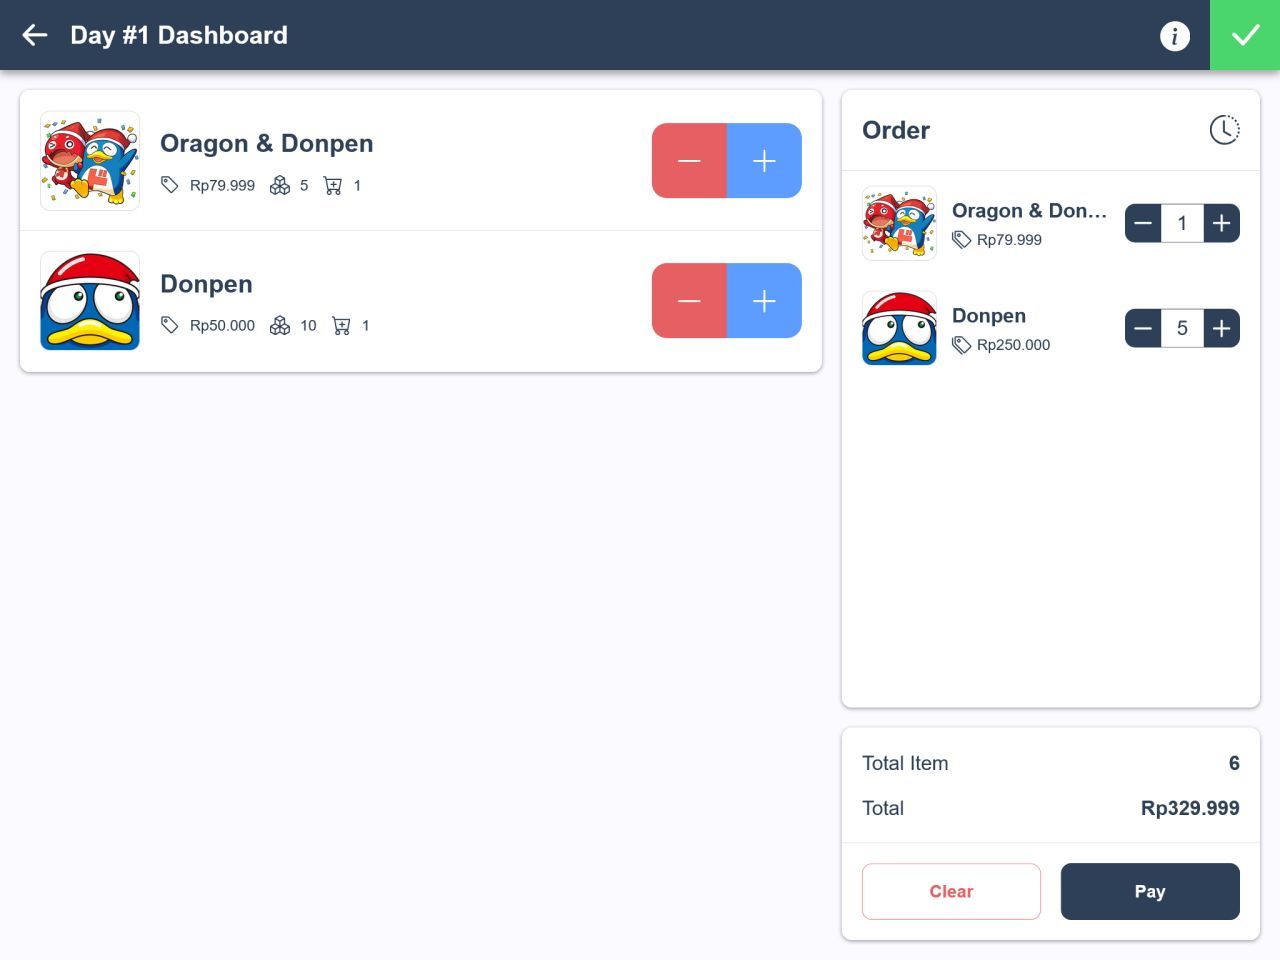 Day #1 Dashboard
Oragon & Donpen
Rp79.999 5 1
Donpen
Rp50.000 10 1
Order
Oragon & Don...
Rp79.999
1
Donpen
Rp250.000
5
Total Item 6
Total Rp329.999
Clear Pay